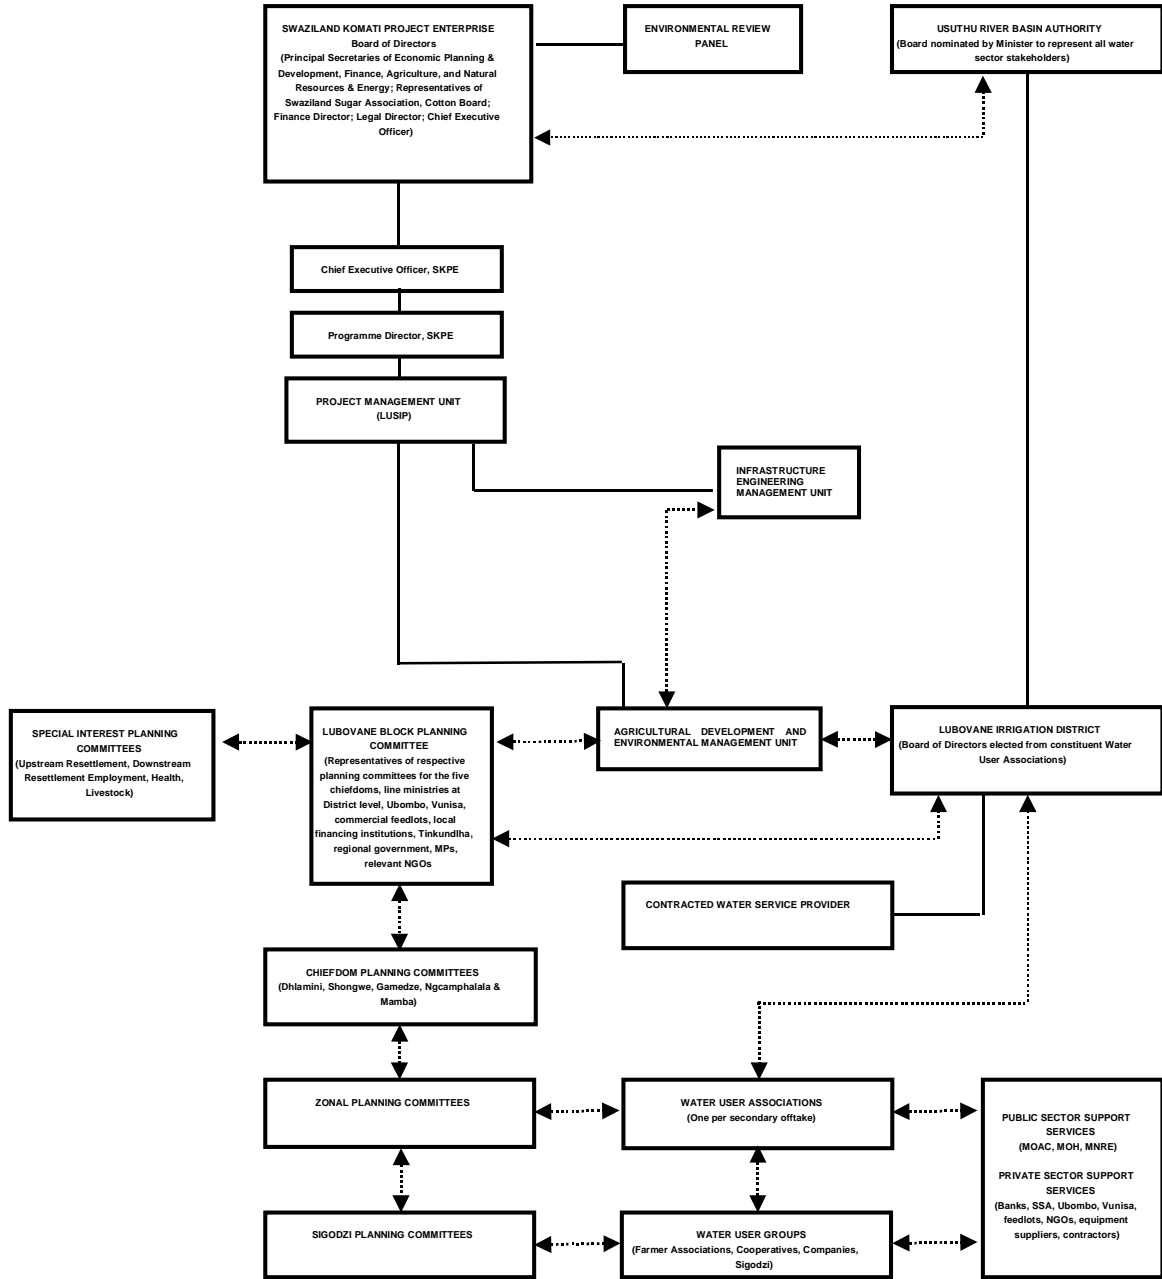 SWAZILAND KOMATI PROJECT ENTERPRISE
Board of Directors
(Principal Secretaries of Economic Planning &
Development, Finance, Agriculture, and Natural
Resources & Energy; Representatives of
Swaziland Sugar Association, Cotton Board;
Finance Director; Legal Director; Chief Executive
Officer)
ENVIRONMENTAL REVIEW
PANEL
USUTHU RIVER BASIN AUTHORITY
(Board nominated by Minister to represent all water
sector stakeholders)
Chief Executive Officer, SKPE
Programme Director, SKPE
PROJECT MANAGEMENT UNIT
(LUSIP)
INFRASTRUCTURE
ENGINEERING
MANAGEMENT UNIT
SPECIAL INTEREST PLANNING
COMMITTEES
(Upstream Resettlement, Downstream
Resettlement Employment, Health,
Livestock)
LUBOVANE BLOCK PLANNING
COMMITTEE
(Representatives of respective
planning committees for the five
chiefdoms, line ministries at
District level, Ubombo, Vunisa,
commercial feedlots, local
financing institutions, Tinkundlha,
regional government, MPs,
relevant NGOs
AGRICULTURAL DEVELOPMENT AND
ENVIRONMENTAL MANAGEMENT UNIT
LUBOVANE IRRIGATION DISTRICT
(Board of Directors elected from constituent Water
User Associations)
CONTRACTED WATER SERVICE PROVIDER
CHIEFDOM PLANNING COMMITTEES
(Dhlamini, Shongwe, Gamedze, Ngcamphalala &
Mamba)
ZONAL PLANNING COMMITTEES
WATER USER ASSOCIATIONS
(One per secondary offtake)
PUBLIC SECTOR SUPPORT
SERVICES
(MOAC, MOH, MNRE)
PRIVATE SECTOR SUPPORT
SERVICES
(Banks, SSA, Ubombo, Vunisa,
feedlots, NGOs, equipment
suppliers, contractors)
SIGODZI PLANNING COMMITTEES
WATER USER GROUPS
(Farmer Associations, Cooperatives, Companies,
Sigodzi)